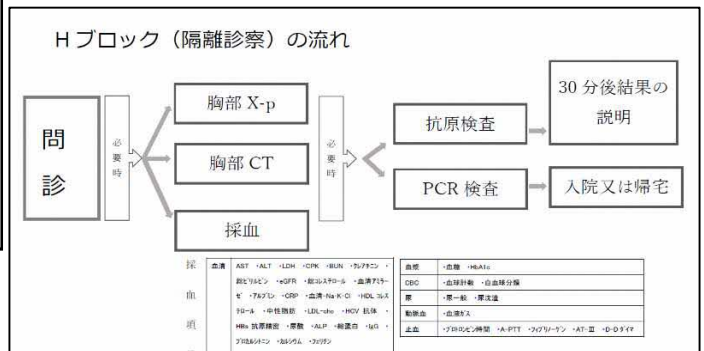 Hブロック（隔離診察）の流れ
問診
必要時
胸部 X-p
胸部 CT
採血
必要時
抗原検査
PCR 検査
30 分後結果の
説明
入院又は帰宅
採血項
血清
AST ・ALT ・LDH ・CPK ・BUN ・クレアチニン ・
総ビリルビン ・eGFR ・総コレステロール ・血清アミラー
ゼ ・アルブミン ・CRP ・血清・Na・K・Cl ・HDL コレス
テロール ・中性脂肪 ・LDL-cho ・HCV 抗体 ・
HBs 抗原精密 ・尿酸 ・ALP ・総蛋白 ・IgG ・
プロカルシトニン ・カルシウム ・フェリチン
血漿 ・血糖 ・HbA1c
CBC ・血球計数 ・白血球分類
尿 ・尿一般 ・尿沈渣
動脈血 ・血液ガス
止血 ・プロトロンビン時間 ・A-PTT ・フィブリノーゲン ・AT-Ⅲ ・D-Dダイマ